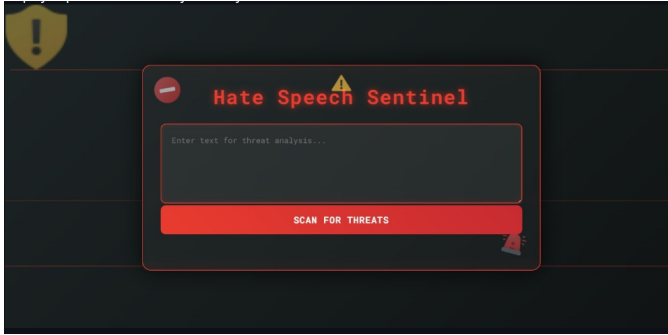 Hate Speech Sentinel
Enter text for threat analysis...
SCAN FOR THREATS